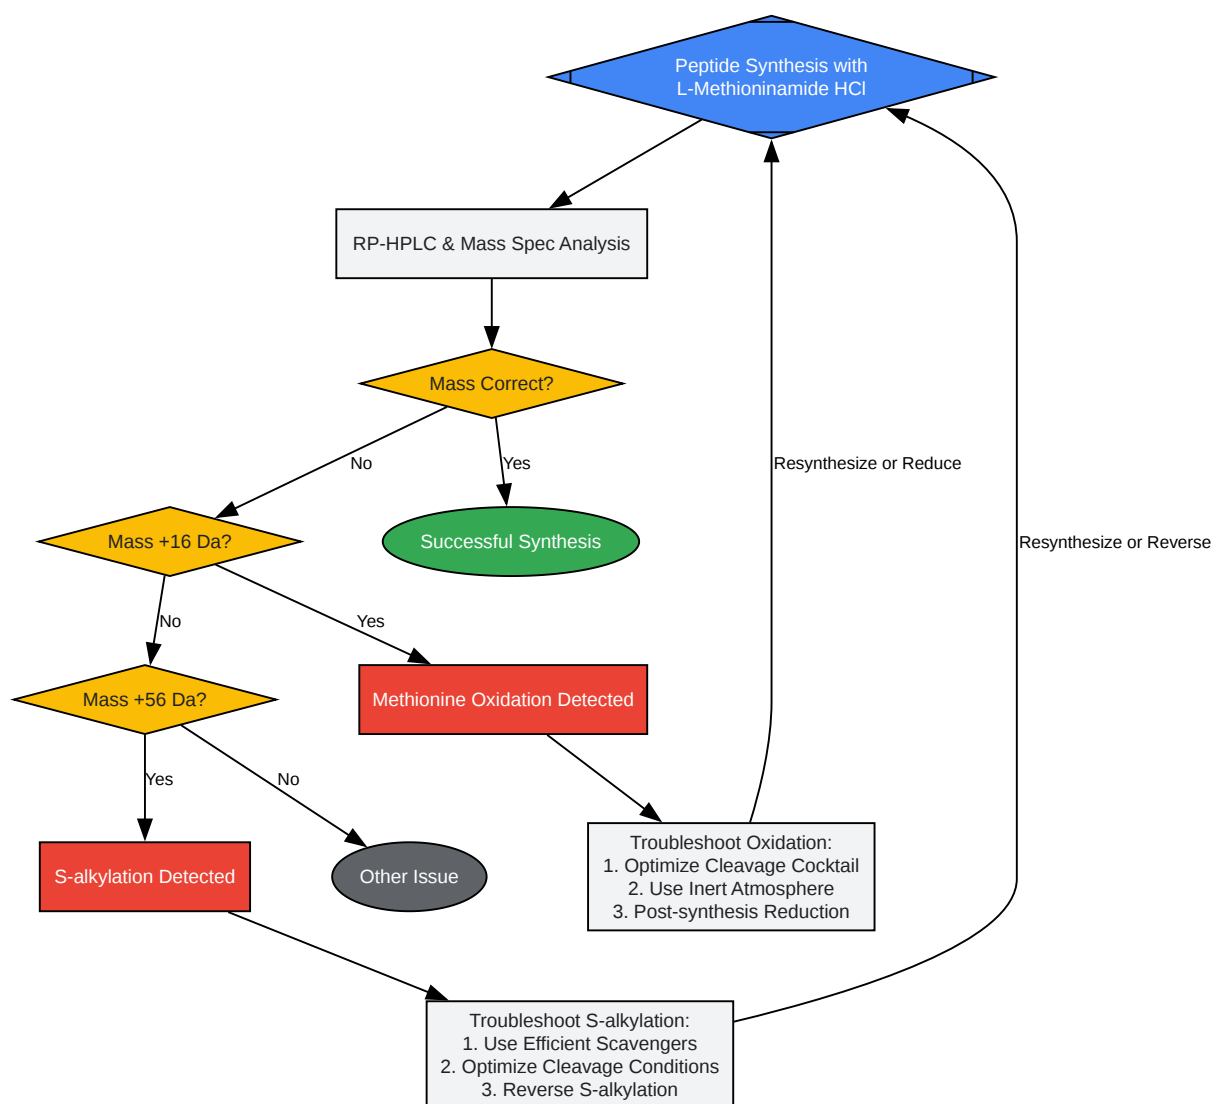 Peptide Synthesis with
L-Methioninamide HCl
RP-HPLC & Mass Spec Analysis
Mass Correct?
No
Yes
Resynthesize or Reduce
Mass +16 Da?
Successful Synthesis
Resynthesize or Reverse
No
Yes
Mass +56 Da?
Methionine Oxidation Detected
Yes
No
S-alkylation Detected
Other Issue
Troubleshoot Oxidation:
1. Optimize Cleavage Cocktail
2. Use Inert Atmosphere
3. Post-synthesis Reduction
Troubleshoot S-alkylation:
1. Use Efficient Scavengers
2. Optimize Cleavage Conditions
3. Reverse S-alkylation